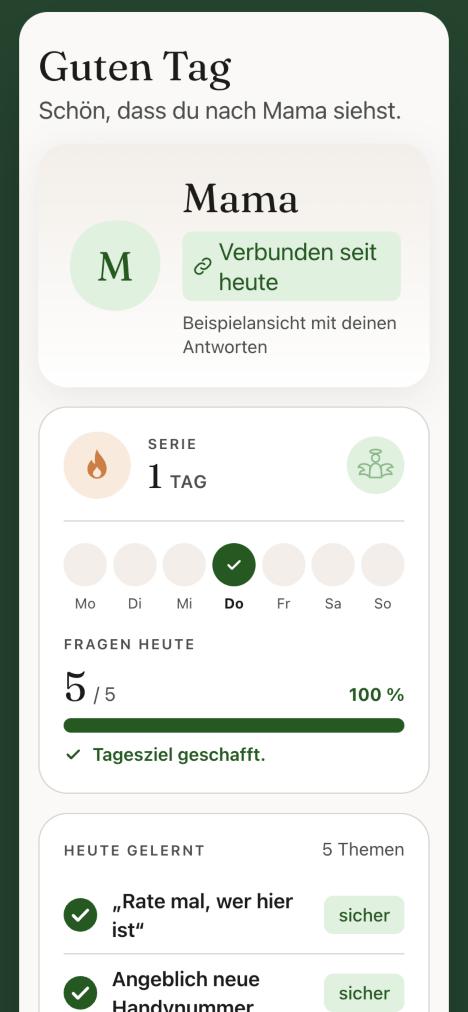 Guten Tag
Schön, dass du nach Mama siehst.
Mama
M
Verbunden seit
heute
Beispielansicht mit deinen
Antworten
SERIE
1 TAG
Mo Di Mi Do Fr Sa So
FRAGEN HEUTE
5 / 5 100 %
Tagesziel geschafft.
HEUTE GELERNT 5 Themen
„Rate mal, wer hier
ist“
sicher
Angeblich neue
Handynummer
sicher